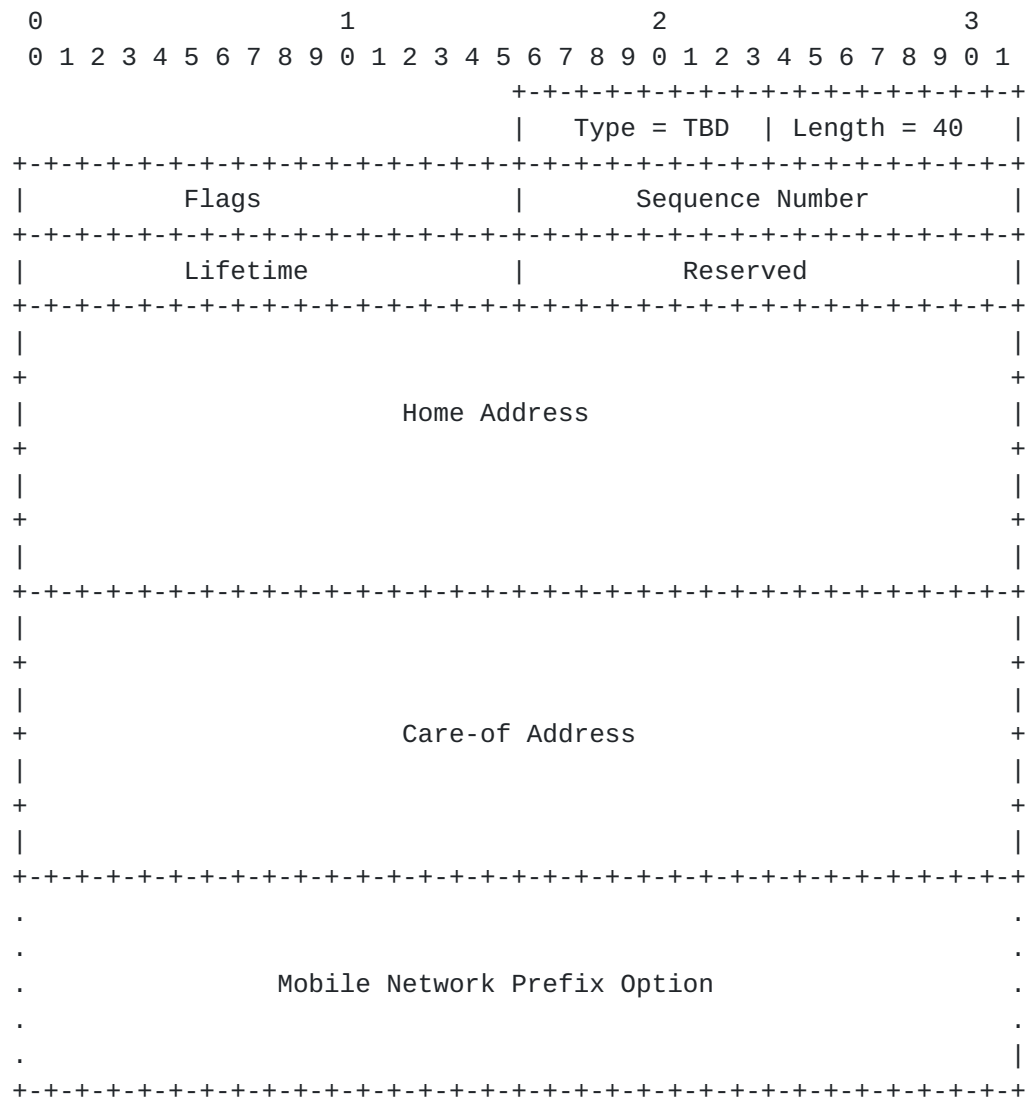 0                   1                   2                   3
 0 1 2 3 4 5 6 7 8 9 0 1 2 3 4 5 6 7 8 9 0 1 2 3 4 5 6 7 8 9 0 1
                                +-+-+-+-+-+-+-+-+-+-+-+-+-+-+-+-+
                                |   Type = TBD  | Length = 40   |
+-+-+-+-+-+-+-+-+-+-+-+-+-+-+-+-+-+-+-+-+-+-+-+-+-+-+-+-+-+-+-+-+
|          Flags                |       Sequence Number         |
+-+-+-+-+-+-+-+-+-+-+-+-+-+-+-+-+-+-+-+-+-+-+-+-+-+-+-+-+-+-+-+-+
|          Lifetime             |          Reserved             |
+-+-+-+-+-+-+-+-+-+-+-+-+-+-+-+-+-+-+-+-+-+-+-+-+-+-+-+-+-+-+-+-+
|                                                               |
+                                                               +
|                        Home Address                           |
+                                                               +
|                                                               |
+                                                               +
|                                                               |
+-+-+-+-+-+-+-+-+-+-+-+-+-+-+-+-+-+-+-+-+-+-+-+-+-+-+-+-+-+-+-+-+
|                                                               |
+                                                               +
|                                                               |
+                        Care-of Address                        +
|                                                               |
+                                                               +
|                                                               |
+-+-+-+-+-+-+-+-+-+-+-+-+-+-+-+-+-+-+-+-+-+-+-+-+-+-+-+-+-+-+-+-+
.                                                               .
.                                                               .
.                Mobile Network Prefix Option                   .
.                                                               .
.                                                               |
+-+-+-+-+-+-+-+-+-+-+-+-+-+-+-+-+-+-+-+-+-+-+-+-+-+-+-+-+-+-+-+-+